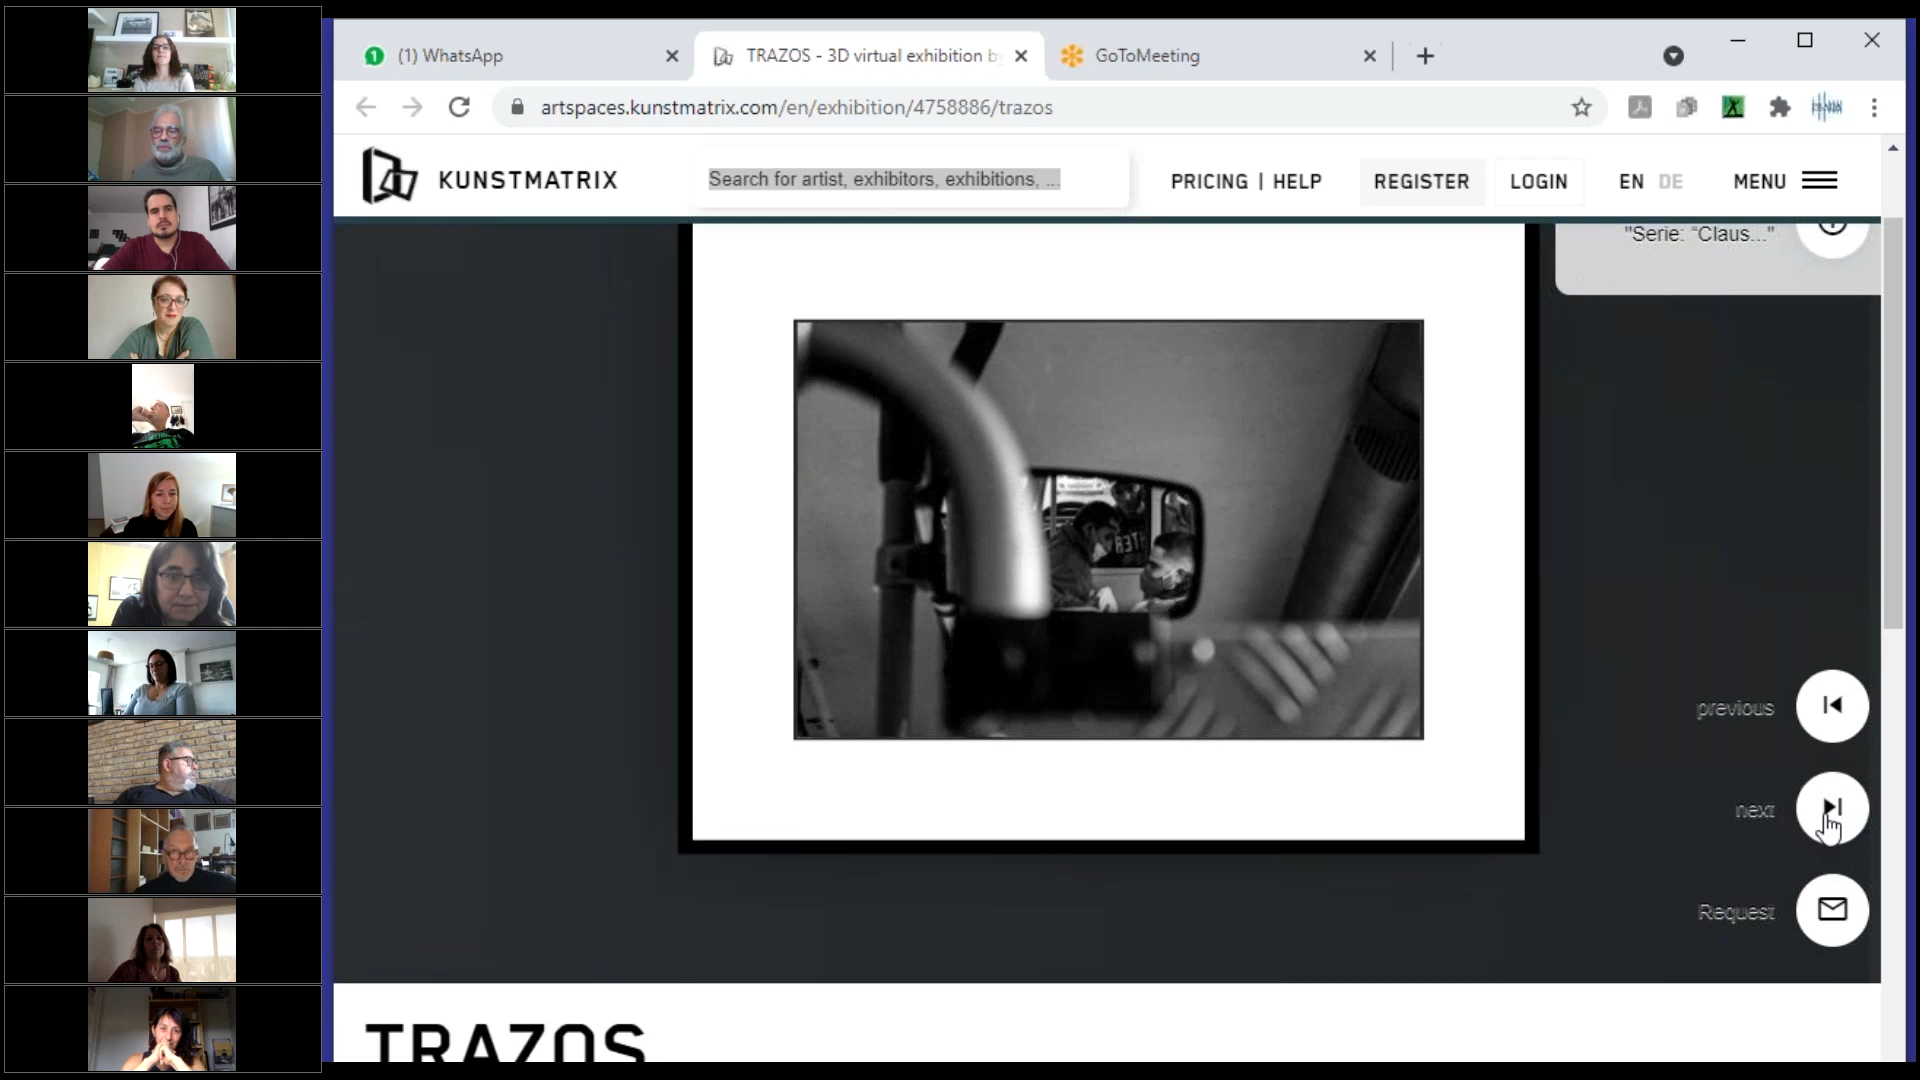 (1) WhatsApp
TRAZOS - 3D virtual exhibition by
GoToMeeting
artspaces.kunstmatrix.com/en/exhibition/4758886/trazos
KUNSTMATRIX
Search for artist, exhibitors, exhibitions, ...
PRICING | HELP
REGISTER
LOGIN
EN DE
MENU
"Serie: “Claus..."
previous
next
Request
TRAZOS